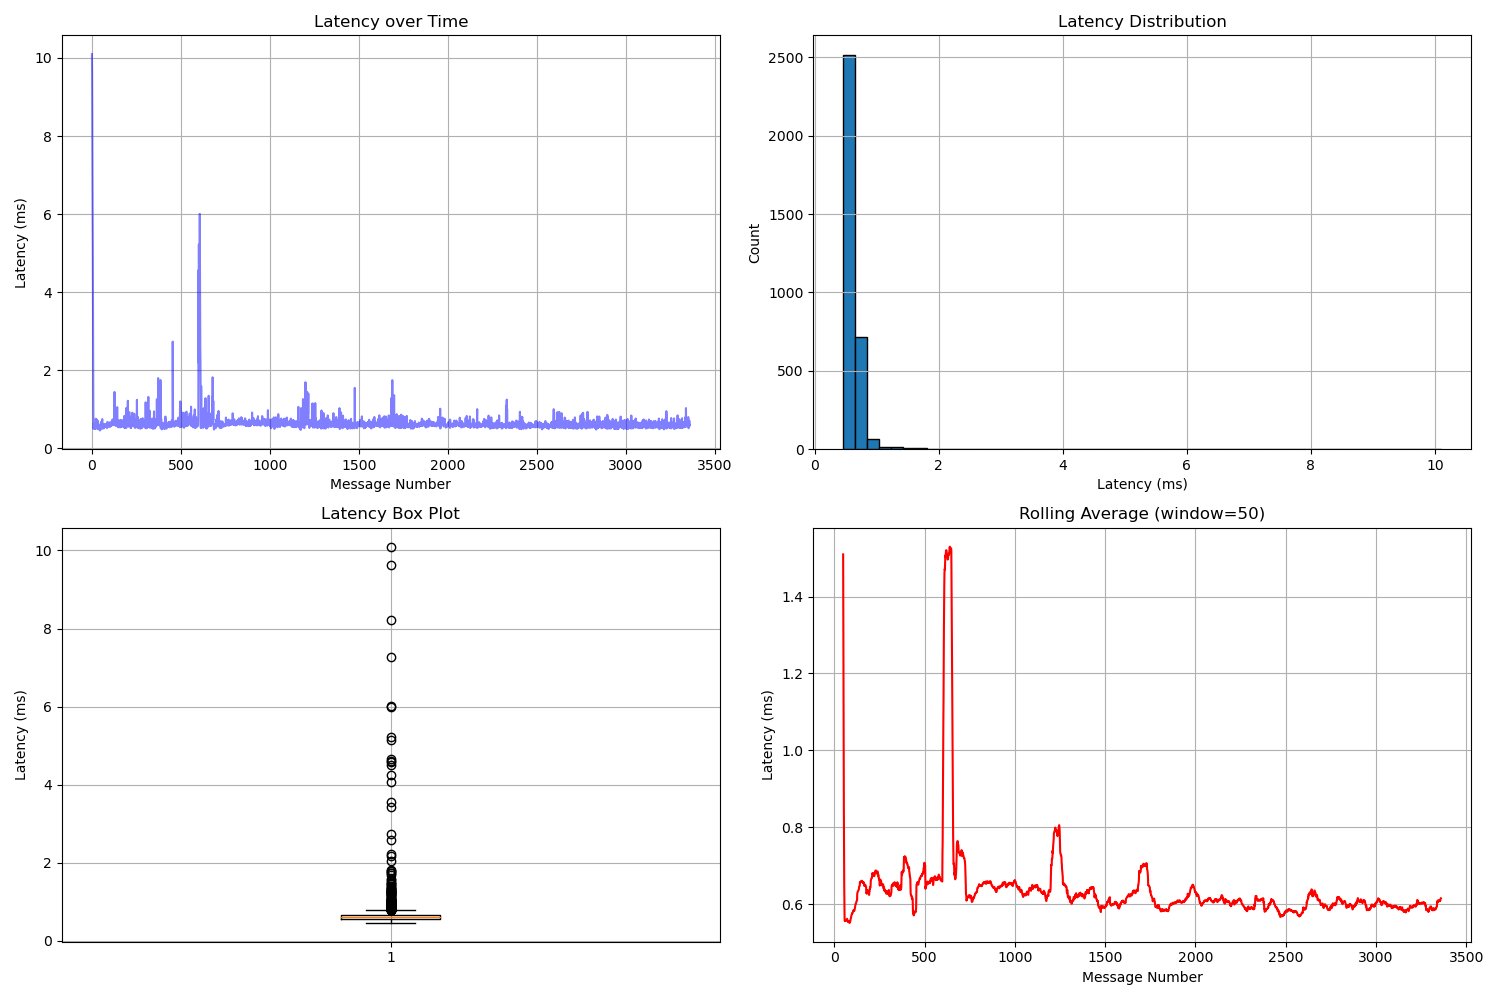 Latency over Time
Latency (ms)
10
8
6
4
2
0
0 500 1000 1500 2000 2500 3000 3500
Message Number
Latency Distribution
Count
2500
2000
1500
1000
500
0
0 2 4 6 8 10
Latency (ms)
Latency Box Plot
Latency (ms)
10
8
6
4
2
0
1
Rolling Average (window=50)
Latency (ms)
1.4
1.2
1.0
0.8
0.6
0 500 1000 1500 2000 2500 3000 3500
Message Number